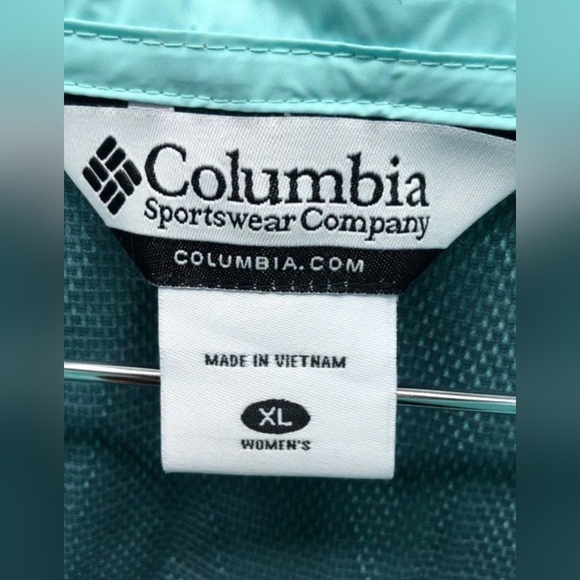 Columbia
Sportswear Company
COLUMBIA.COM
MADE IN VIETNAM
XL
WOMEN'S